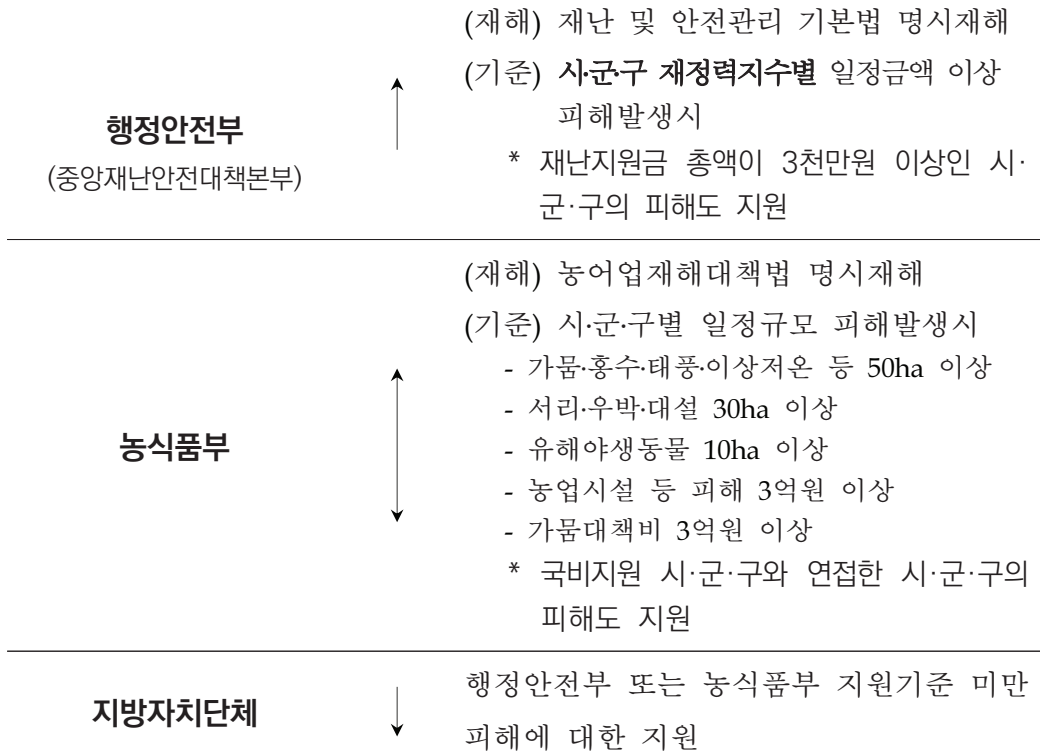 (재해) 재난 및 안전관리 기본법 명시재해
(기준) 시·군·구 재정력지수별 일정금액 이상
피해발생시
* 재난지원금 총액이 3천만원 이상인 시·
군·구의 피해도 지원
행정안전부
(중앙재난안전대책본부)
(재해) 농어업재해대책법 명시재해
(기준) 시·군·구별 일정규모 피해발생시
- 가뭄·홍수·태풍·이상저온 등 50ha 이상
- 서리·우박·대설 30ha 이상
- 유해야생동물 10ha 이상
- 농업시설 등 피해 3억원 이상
- 가뭄대책비 3억원 이상
* 국비지원 시·군·구와 연접한 시·군·구의
피해도 지원
농식품부
행정안전부 또는 농식품부 지원기준 미만
피해에 대한 지원
지방자치단체